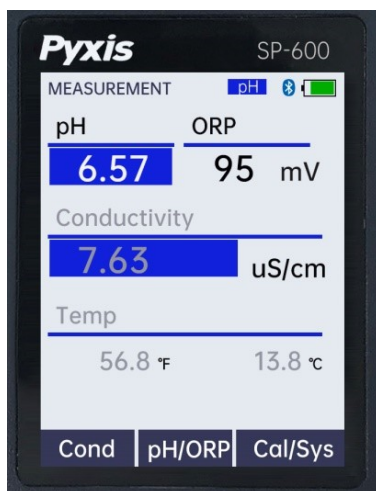 Pyxis SP-600
MEASUREMENT pH
pH ORP
6.57 95 mV
Conductivity
7.63 uS/cm
Temp
56.8 °F 13.8 °C
Cond pH/ORP Cal/Sys